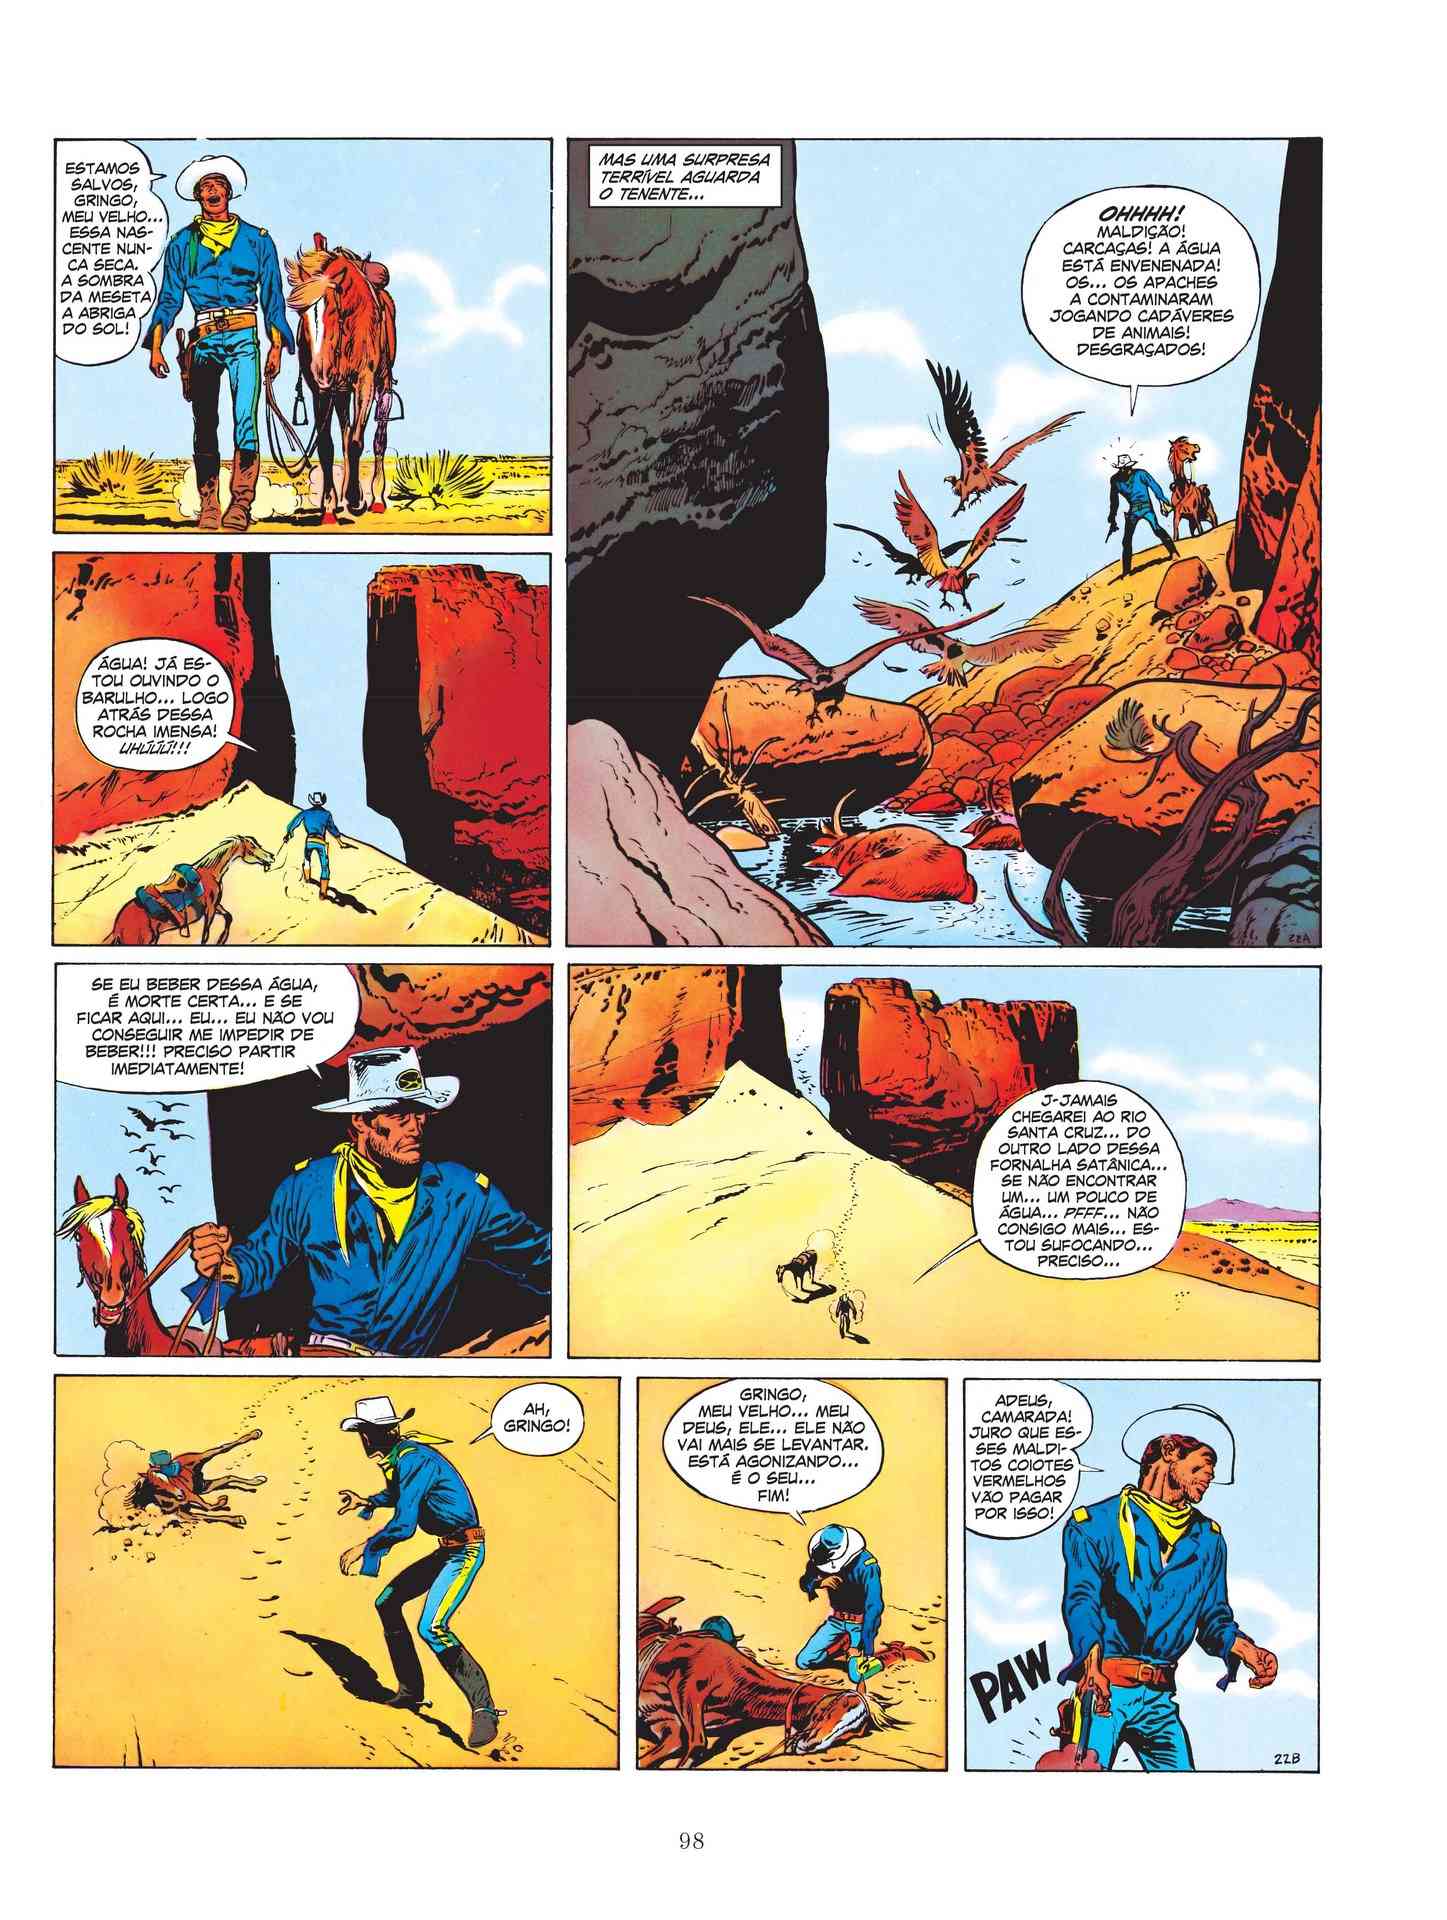 ESTAMOS
SALVOS,
GRINGO,
MEU VELHO...
ESSA NAS-
CENTE NUN-
CA SECA.
A SOMBRA
DA MESETA
A ABRIGA
DO SOL!
ÁGUA! JÁ ES-
TOU OUVINDO O
BARULHO... LOGO
ATRÁS DESSA
ROCHA IMENSA!
UHÚÚÚ!!!
MAS UMA SURPRESA
TERRÍVEL AGUARDA
O TENENTE...
OHHHH!
MALDIÇÃO!
CARCAÇAS! A ÁGUA
ESTÁ ENVENENADA!
OS... OS APACHES
A CONTAMINARAM
JOGANDO CADÁVERES
DE ANIMAIS!
DESGRAÇADOS!
22A
SE EU BEBER DESSA ÁGUA,
É MORTE CERTA... E SE
FICAR AQUI... EU... EU NÃO VOU
CONSEGUIR ME IMPEDIR DE
BEBER!!! PRECISO PARTIR
IMEDIATAMENTE!
J-JAMAIS
CHEGAREI AO RIO
SANTA CRUZ... DO
OUTRO LADO DESSA
FORNALHA SATÂNICA...
SE NÃO ENCONTRAR
UM... UM POUCO DE
ÁGUA... PFFF... NÃO
CONSIGO MAIS... ES-
TOU SUFOCANDO...
PRECISO...
AH,
GRINGO!
GRINGO,
MEU VELHO... MEU
DEUS, ELE... ELE NÃO
VAI MAIS SE LEVANTAR.
ESTÁ AGONIZANDO...
É O SEU...
FIM!
ADEUS,
CAMARADA!
JURO QUE ES-
SES MALDI-
TOS COIOTES
VERMELHOS
VÃO PAGAR
POR ISSO!
PAW
22B
98